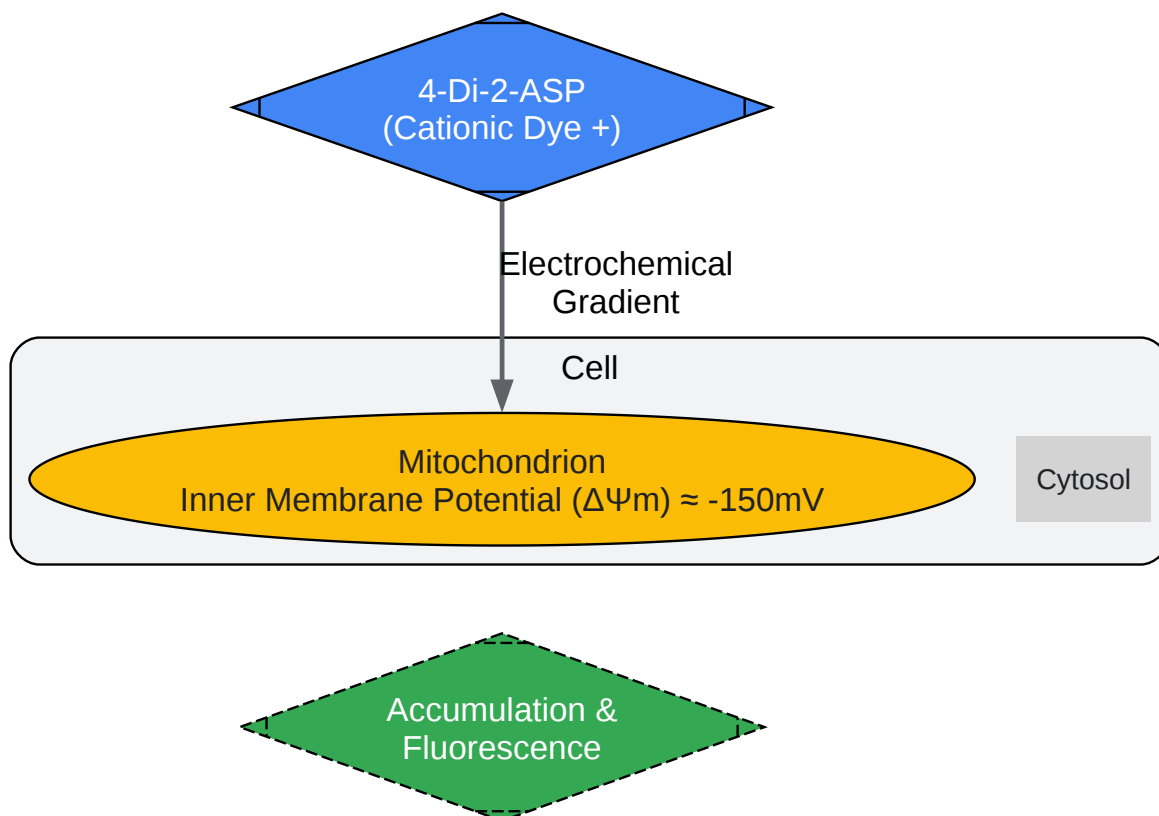 4-Di-2-ASP
(Cationic Dye +)
Electrochemical
Gradient
Cell
Mitochondrion
Inner Membrane Potential (ΔΨm) ≈ -150mV
Cytosol
Accumulation &
Fluorescence